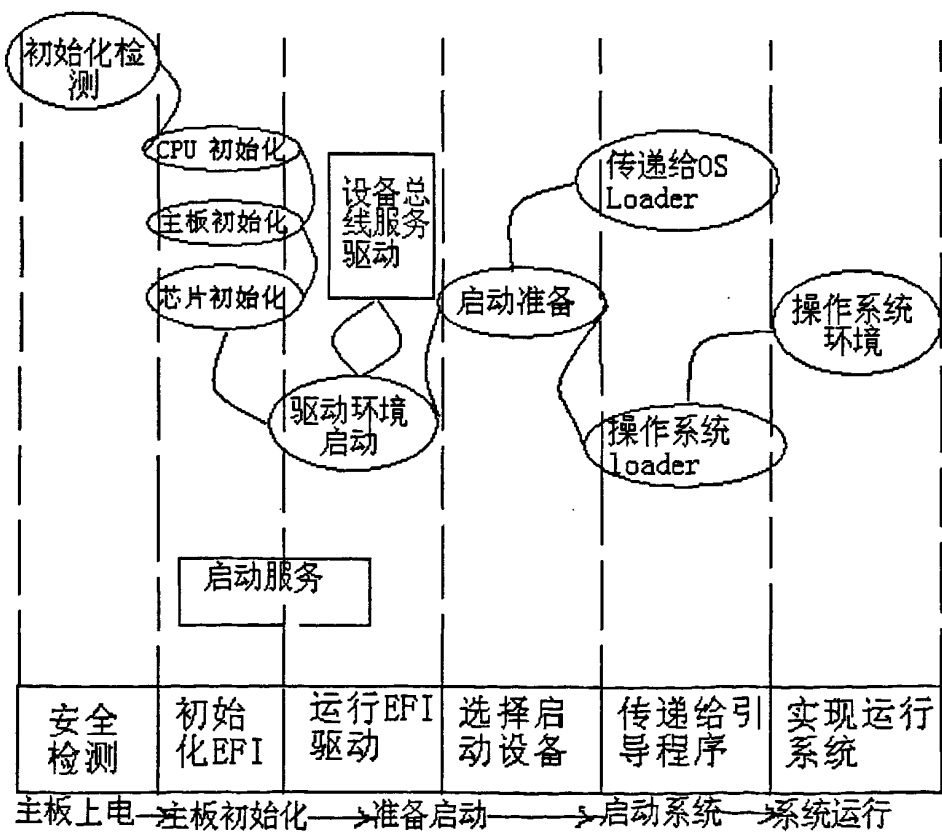 初始化检
测
CPU 初始化
主板初始化
芯片初始化
设备总
线服务
驱动
驱动环境
启动
启动准备
传递给OS
Loader
操作系统
loader
操作系统
环境
启动服务
安全
检测
初始
化EFI
运行EFI
驱动
选择启
动设备
传递给引
导程序
实现运行
系统
主板上电→主板初始化→准备启动→启动系统→系统运行